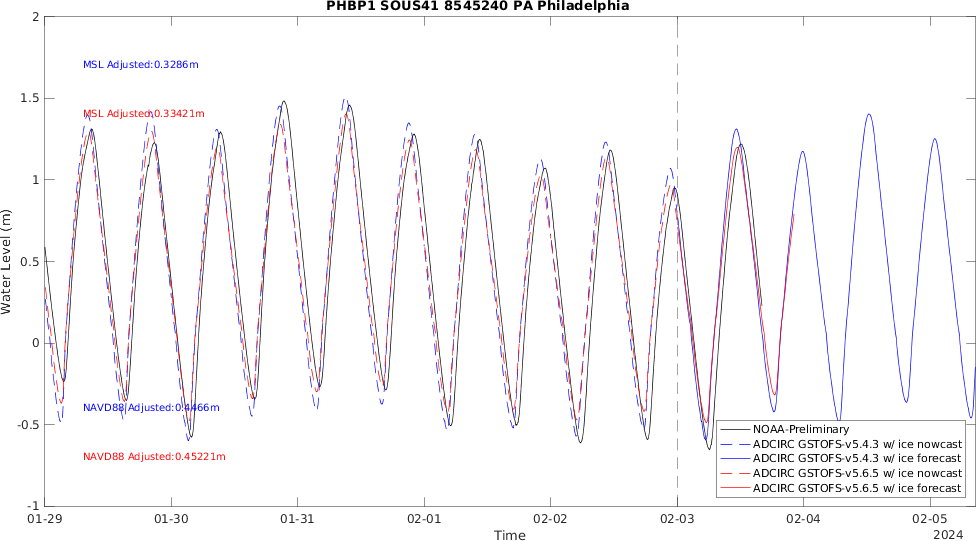 PHBP1 SOUS41 8545240 PA Philadelphia
2
1.5
1
0.5
0
-0.5
-1
Water Level (m)
MSL Adjusted:0.3286m
MSL Adjusted:0.33421m
NAVD88 Adjusted:0.4466m
NAVD88 Adjusted:0.45221m
NOAA-Preliminary
ADCIRC GSTOFS-v5.4.3 w/ ice nowcast
ADCIRC GSTOFS-v5.4.3 w/ ice forecast
ADCIRC GSTOFS-v5.6.5 w/ ice nowcast
ADCIRC GSTOFS-v5.6.5 w/ ice forecast
01-29 01-30 01-31 02-01 02-02 02-03 02-04 02-05
Time
2024